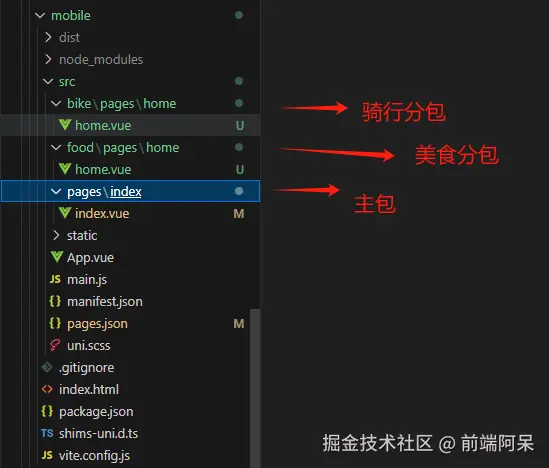 mobile
dist
node_modules
src
bike\pages\home
骑行分包
home.vue U
food\pages\home
美食分包
home.vue U
pages\index
主包
index.vue M
static
App.vue
JS main.js
{} manifest.json
{} pages.json M
uni.scss
.gitignore
<> index.html
{} package.json
TS shims-uni.d.ts
JS vite.config.js
掘金技术社区 @ 前端阿呆